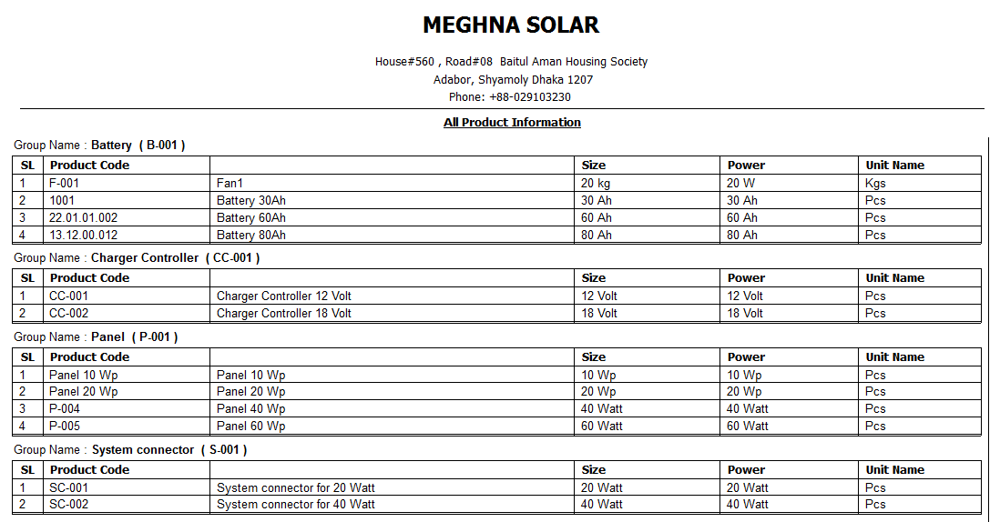 MEGHNA SOLAR
House#560 , Road#08 Baitul Aman Housing Society
Adabor, Shyamoly Dhaka 1207
Phone: +88-029103230
All Product Information
Group Name : Battery ( B-001 )
SL Product Code Size Power Unit Name
1 F-001 Fan1 20 kg 20 W Kgs
2 1001 Battery 30Ah 30 Ah 30 Ah Pcs
3 22.01.01.002 Battery 60Ah 60 Ah 60 Ah Pcs
4 13.12.00.012 Battery 80Ah 80 Ah 80 Ah Pcs
Group Name : Charger Controller ( CC-001 )
SL Product Code Size Power Unit Name
1 CC-001 Charger Controller 12 Volt 12 Volt 12 Volt Pcs
2 CC-002 Charger Controller 18 Volt 18 Volt 18 Volt Pcs
Group Name : Panel ( P-001 )
SL Product Code Size Power Unit Name
1 Panel 10 Wp Panel 10 Wp 10 Wp 10 Wp Pcs
2 Panel 20 Wp Panel 20 Wp 20 Wp 20 Wp Pcs
3 P-004 Panel 40 Wp 40 Watt 40 Watt Pcs
4 P-005 Panel 60 Wp 60 Watt 60 Watt Pcs
Group Name : System connector ( S-001 )
SL Product Code Size Power Unit Name
1 SC-001 System connector for 20 Watt 20 Watt 20 Watt Pcs
2 SC-002 System connector for 40 Watt 40 Watt 40 Watt Pcs